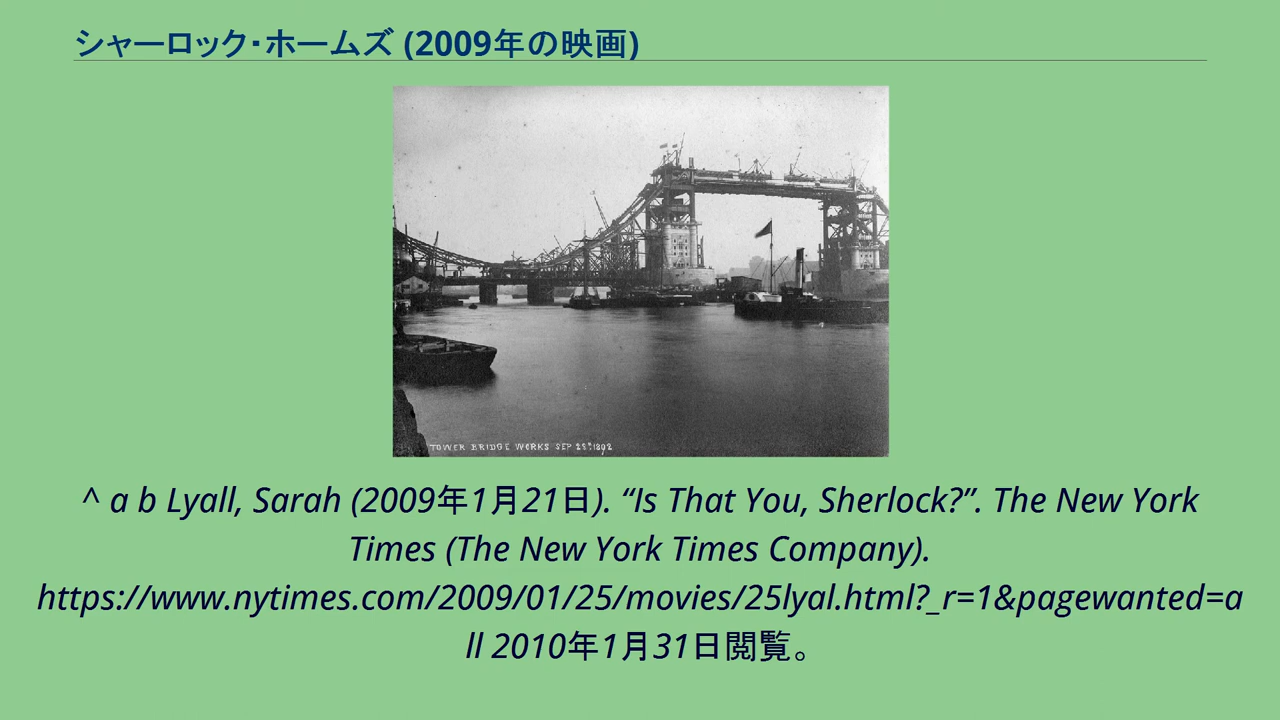 シャーロック・ホームズ (2009年の映画)
TOWER BRIDGE WORKS SEP 28TH 1892
^ a b Lyall, Sarah (2009年1月21日). “Is That You, Sherlock?”. The New York
Times (The New York Times Company).
https://www.nytimes.com/2009/01/25/movies/25lyal.html?_r=1&pagewanted=a
ll 2010年1月31日閲覧。